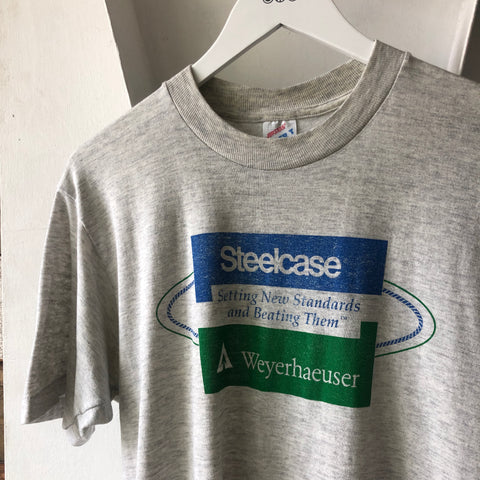 Steelcase
Setting New Standards
and Beating Them™
Weyerhaeuser